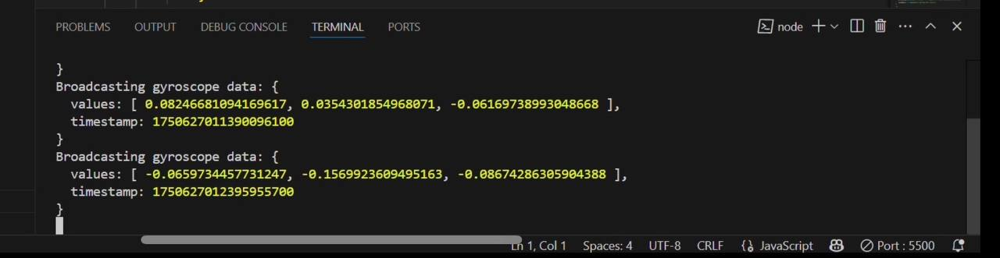 PROBLEMS OUTPUT DEBUG CONSOLE TERMINAL PORTS node
}
Broadcasting gyroscope data: {
values: [ 0.08246681094169617, 0.0354301854968071, -0.06169738993048668 ],
timestamp: 1750627011390096100
}
Broadcasting gyroscope data: {
values: [ -0.0659734457731247, -0.1569923609495163, -0.08674286305904388 ],
timestamp: 1750627012395955700
}
Ln 1, Col 1 Spaces: 4 UTF-8 CRLF {} JavaScript Port : 5500